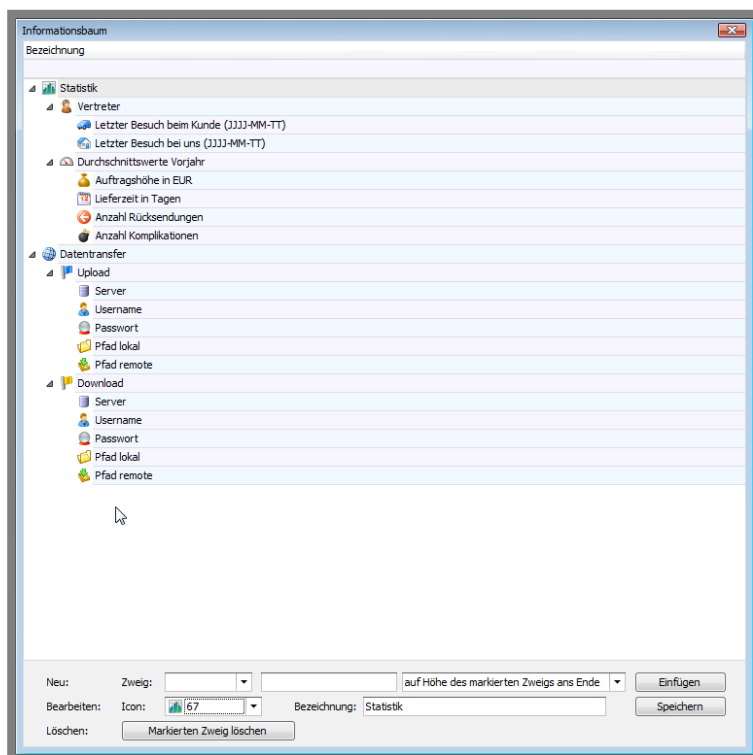 Informationsbaum
Bezeichnung
Statistik
Vertreter
Letzter Besuch beim Kunde (JJJJ-MM-TT)
Letzter Besuch bei uns (JJJJ-MM-TT)
Durchschnittswerte Vorjahr
Auftragshöhe in EUR
Lieferzeit in Tagen
Anzahl Rücksendungen
Anzahl Komplikationen
Datentransfer
Upload
Server
Username
Passwort
Pfad lokal
Pfad remote
Download
Server
Username
Passwort
Pfad lokal
Pfad remote
Neu: Zweig: auf Höhe des markierten Zweigs ans Ende Einfügen
Bearbeiten: Icon: 67 Bezeichnung: Statistik Speichern
Löschen: Markierten Zweig löschen